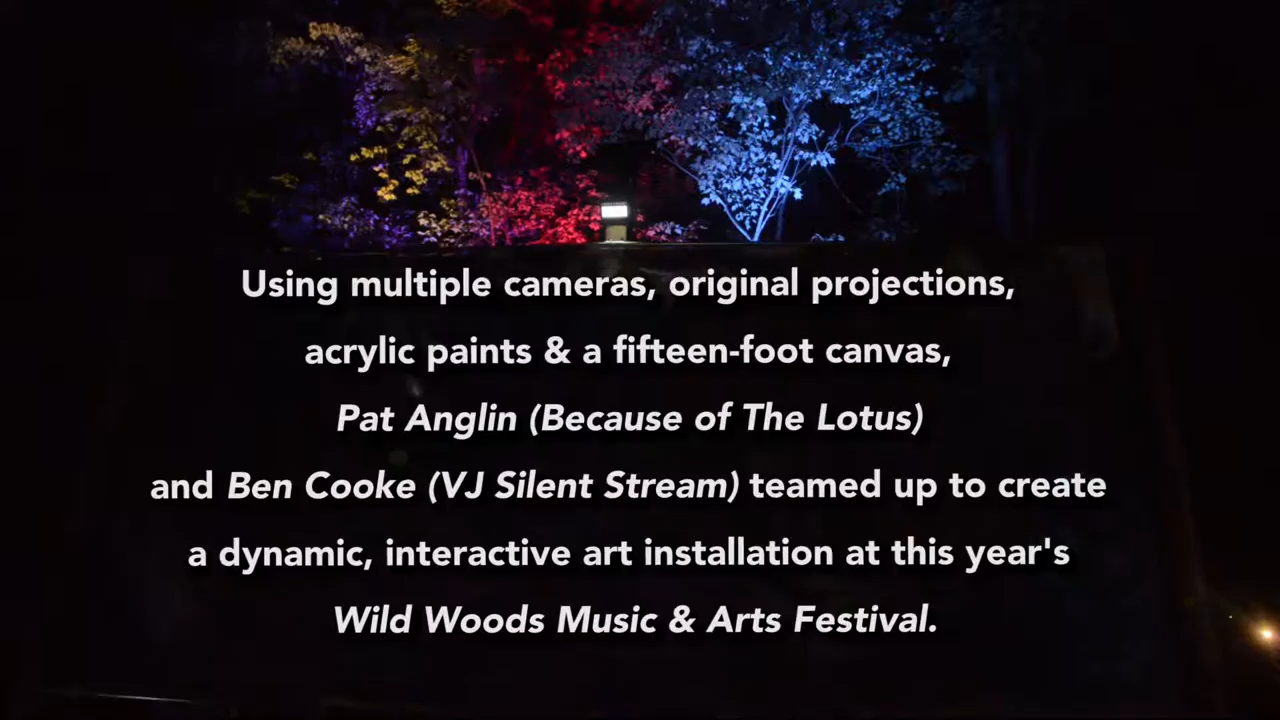 Using multiple cameras, original projections,
acrylic paints & a fifteen-foot canvas,
Pat Anglin (Because of The Lotus)
and Ben Cooke (VJ Silent Stream) teamed up to create
a dynamic, interactive art installation at this year's
Wild Woods Music & Arts Festival.